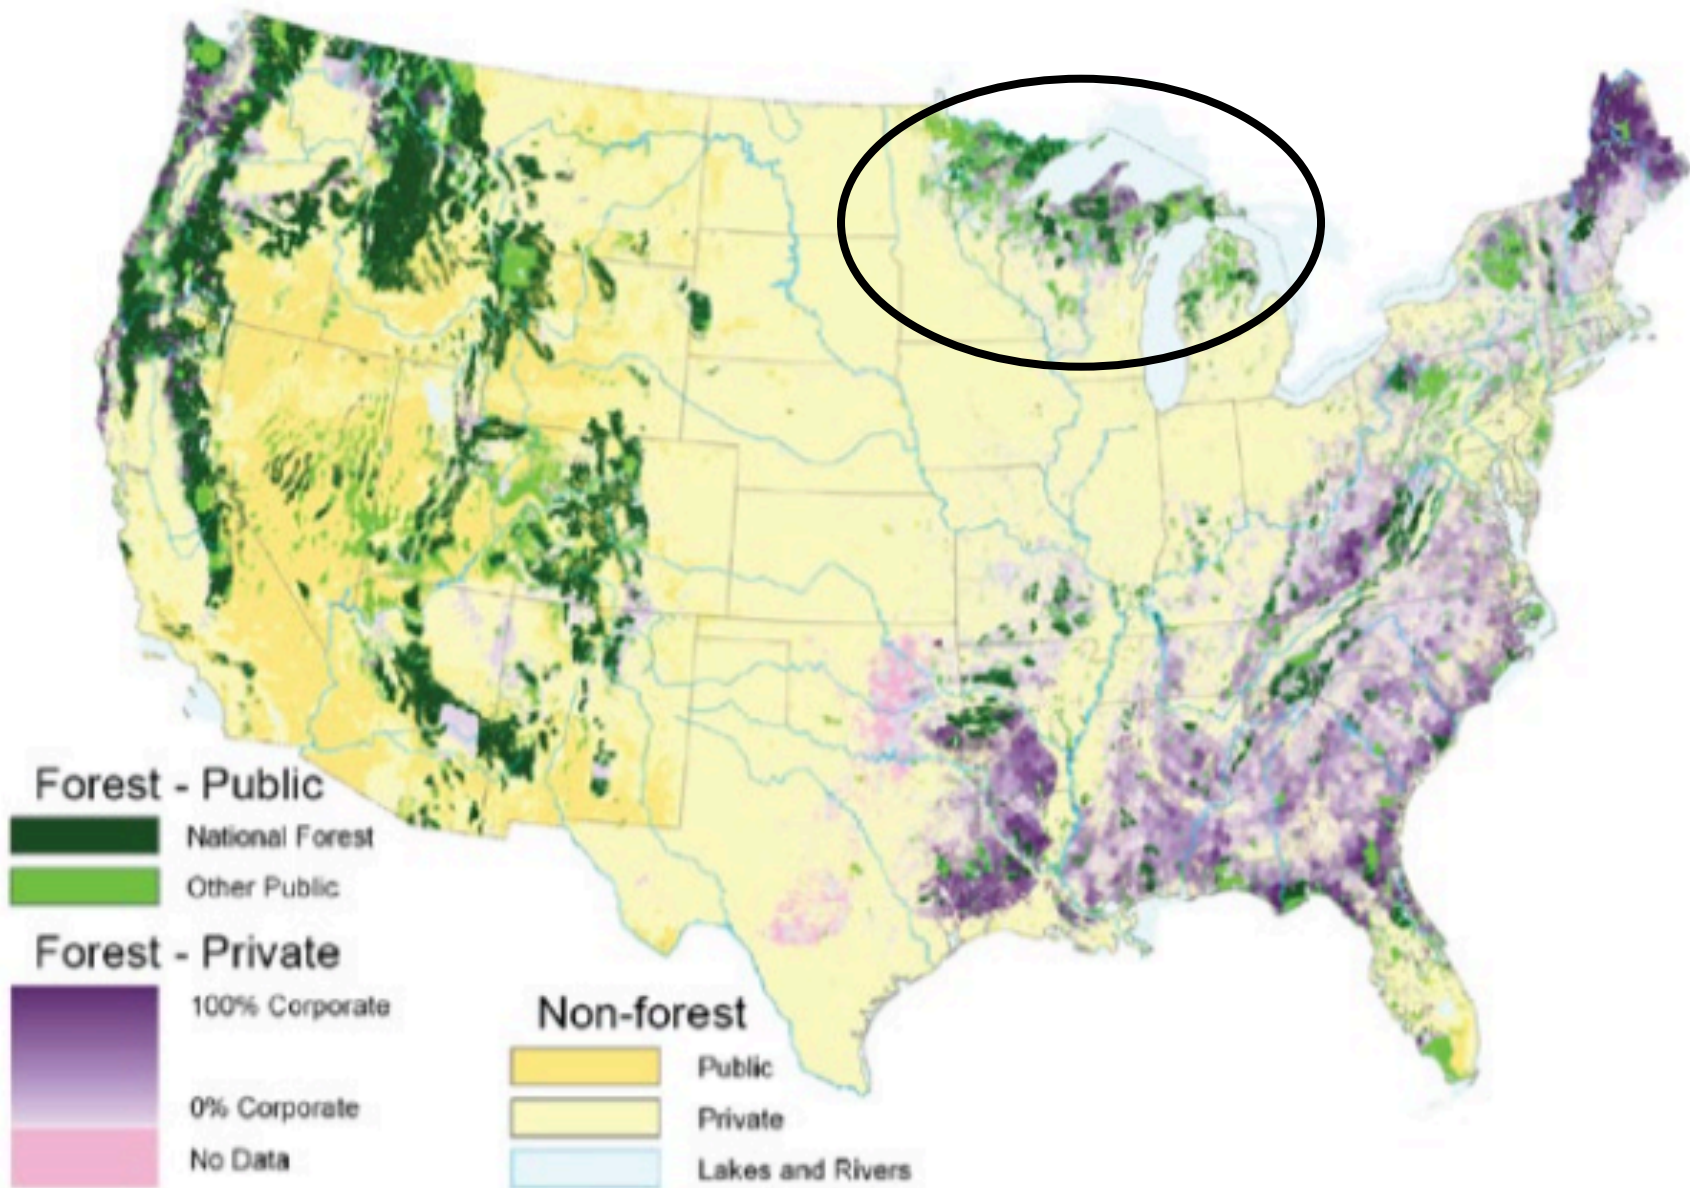 Forest - Public
National Forest
Other Public
Forest - Private
100% Corporate
0% Corporate
No Data
Non-forest
Public
Private
Lakes and Rivers